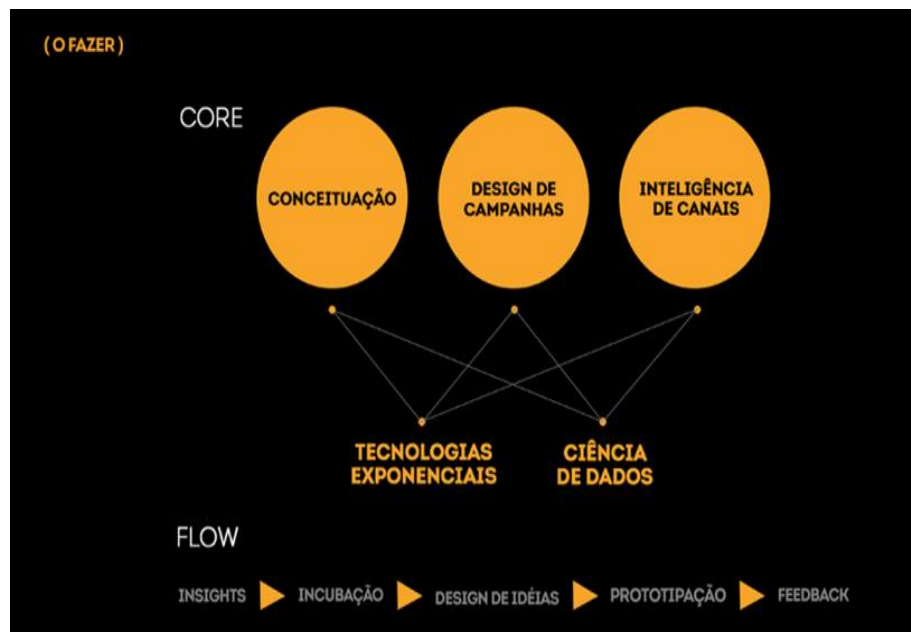 ( O FAZER )
CORE
CONCEITUAÇÃO
DESIGN DE
CAMPANHAS
INTELIGÊNCIA
DE CANAIS
TECNOLOGIAS
EXPONENCIAIS
CIÊNCIA
DE DADOS
FLOW
INSIGHTS INCUBAÇÃO DESIGN DE IDÉIAS PROTOTIPAÇÃO FEEDBACK